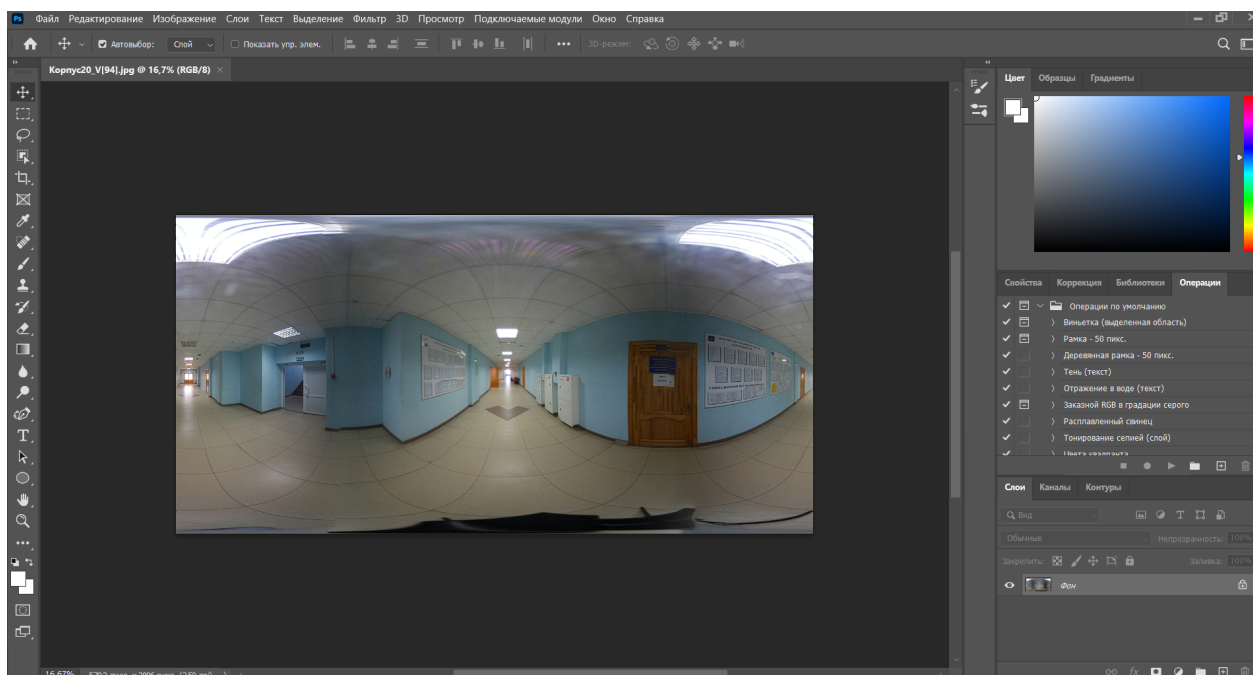 Ps Файл Редактирование Изображение Слои Текст Выделение Фильтр 3D Просмотр Подключаемые модули Окно Справка
Автовыбор: Слой Показать упр. элем. 3D-режим:
Корпус20_V[94].jpg @ 16,7% (RGB/8) ×
Цвет Образцы Градиенты
Свойства Коррекция Библиотеки Операции
Операции по умолчанию
Виньетка (выделенная область)
Рамка - 50 пикс.
Деревянная рамка - 50 пикс.
Тень (текст)
Отражение в воде (текст)
Заказной RGB в градации серого
Расплавленный свинец
Тонирование сепией (слой)
Цвета квадранта
Слои Каналы Контуры
Вид
Обычные Непрозрачность: 100%
Закрепить: Заливка: 100%
Фон
16,67%